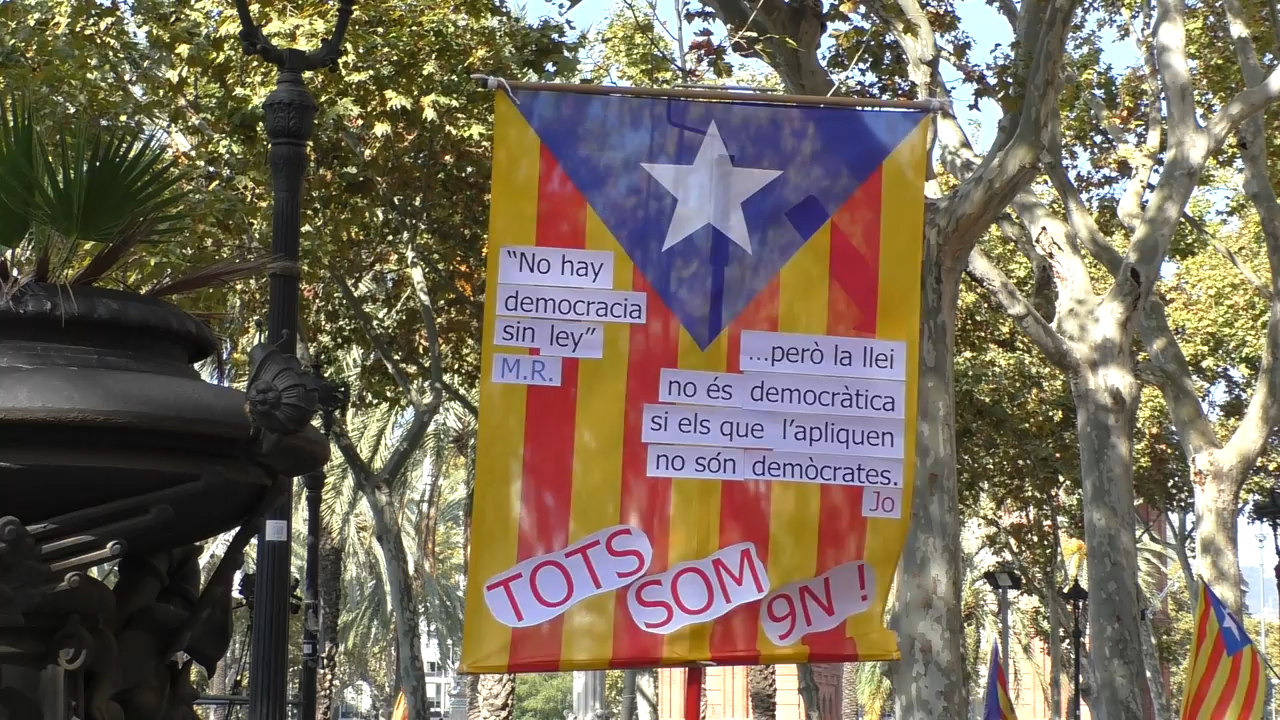 “No hay
democracia
sin ley”
M.R.
...però la llei
no és democràtica
si els que l’apliquen
no són demòcrates.
Jo
TOTS
SOM
9N !